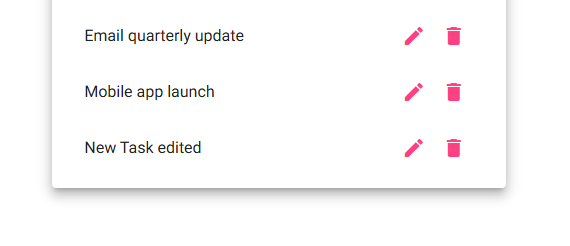 Email quarterly update
Mobile app launch
New Task edited